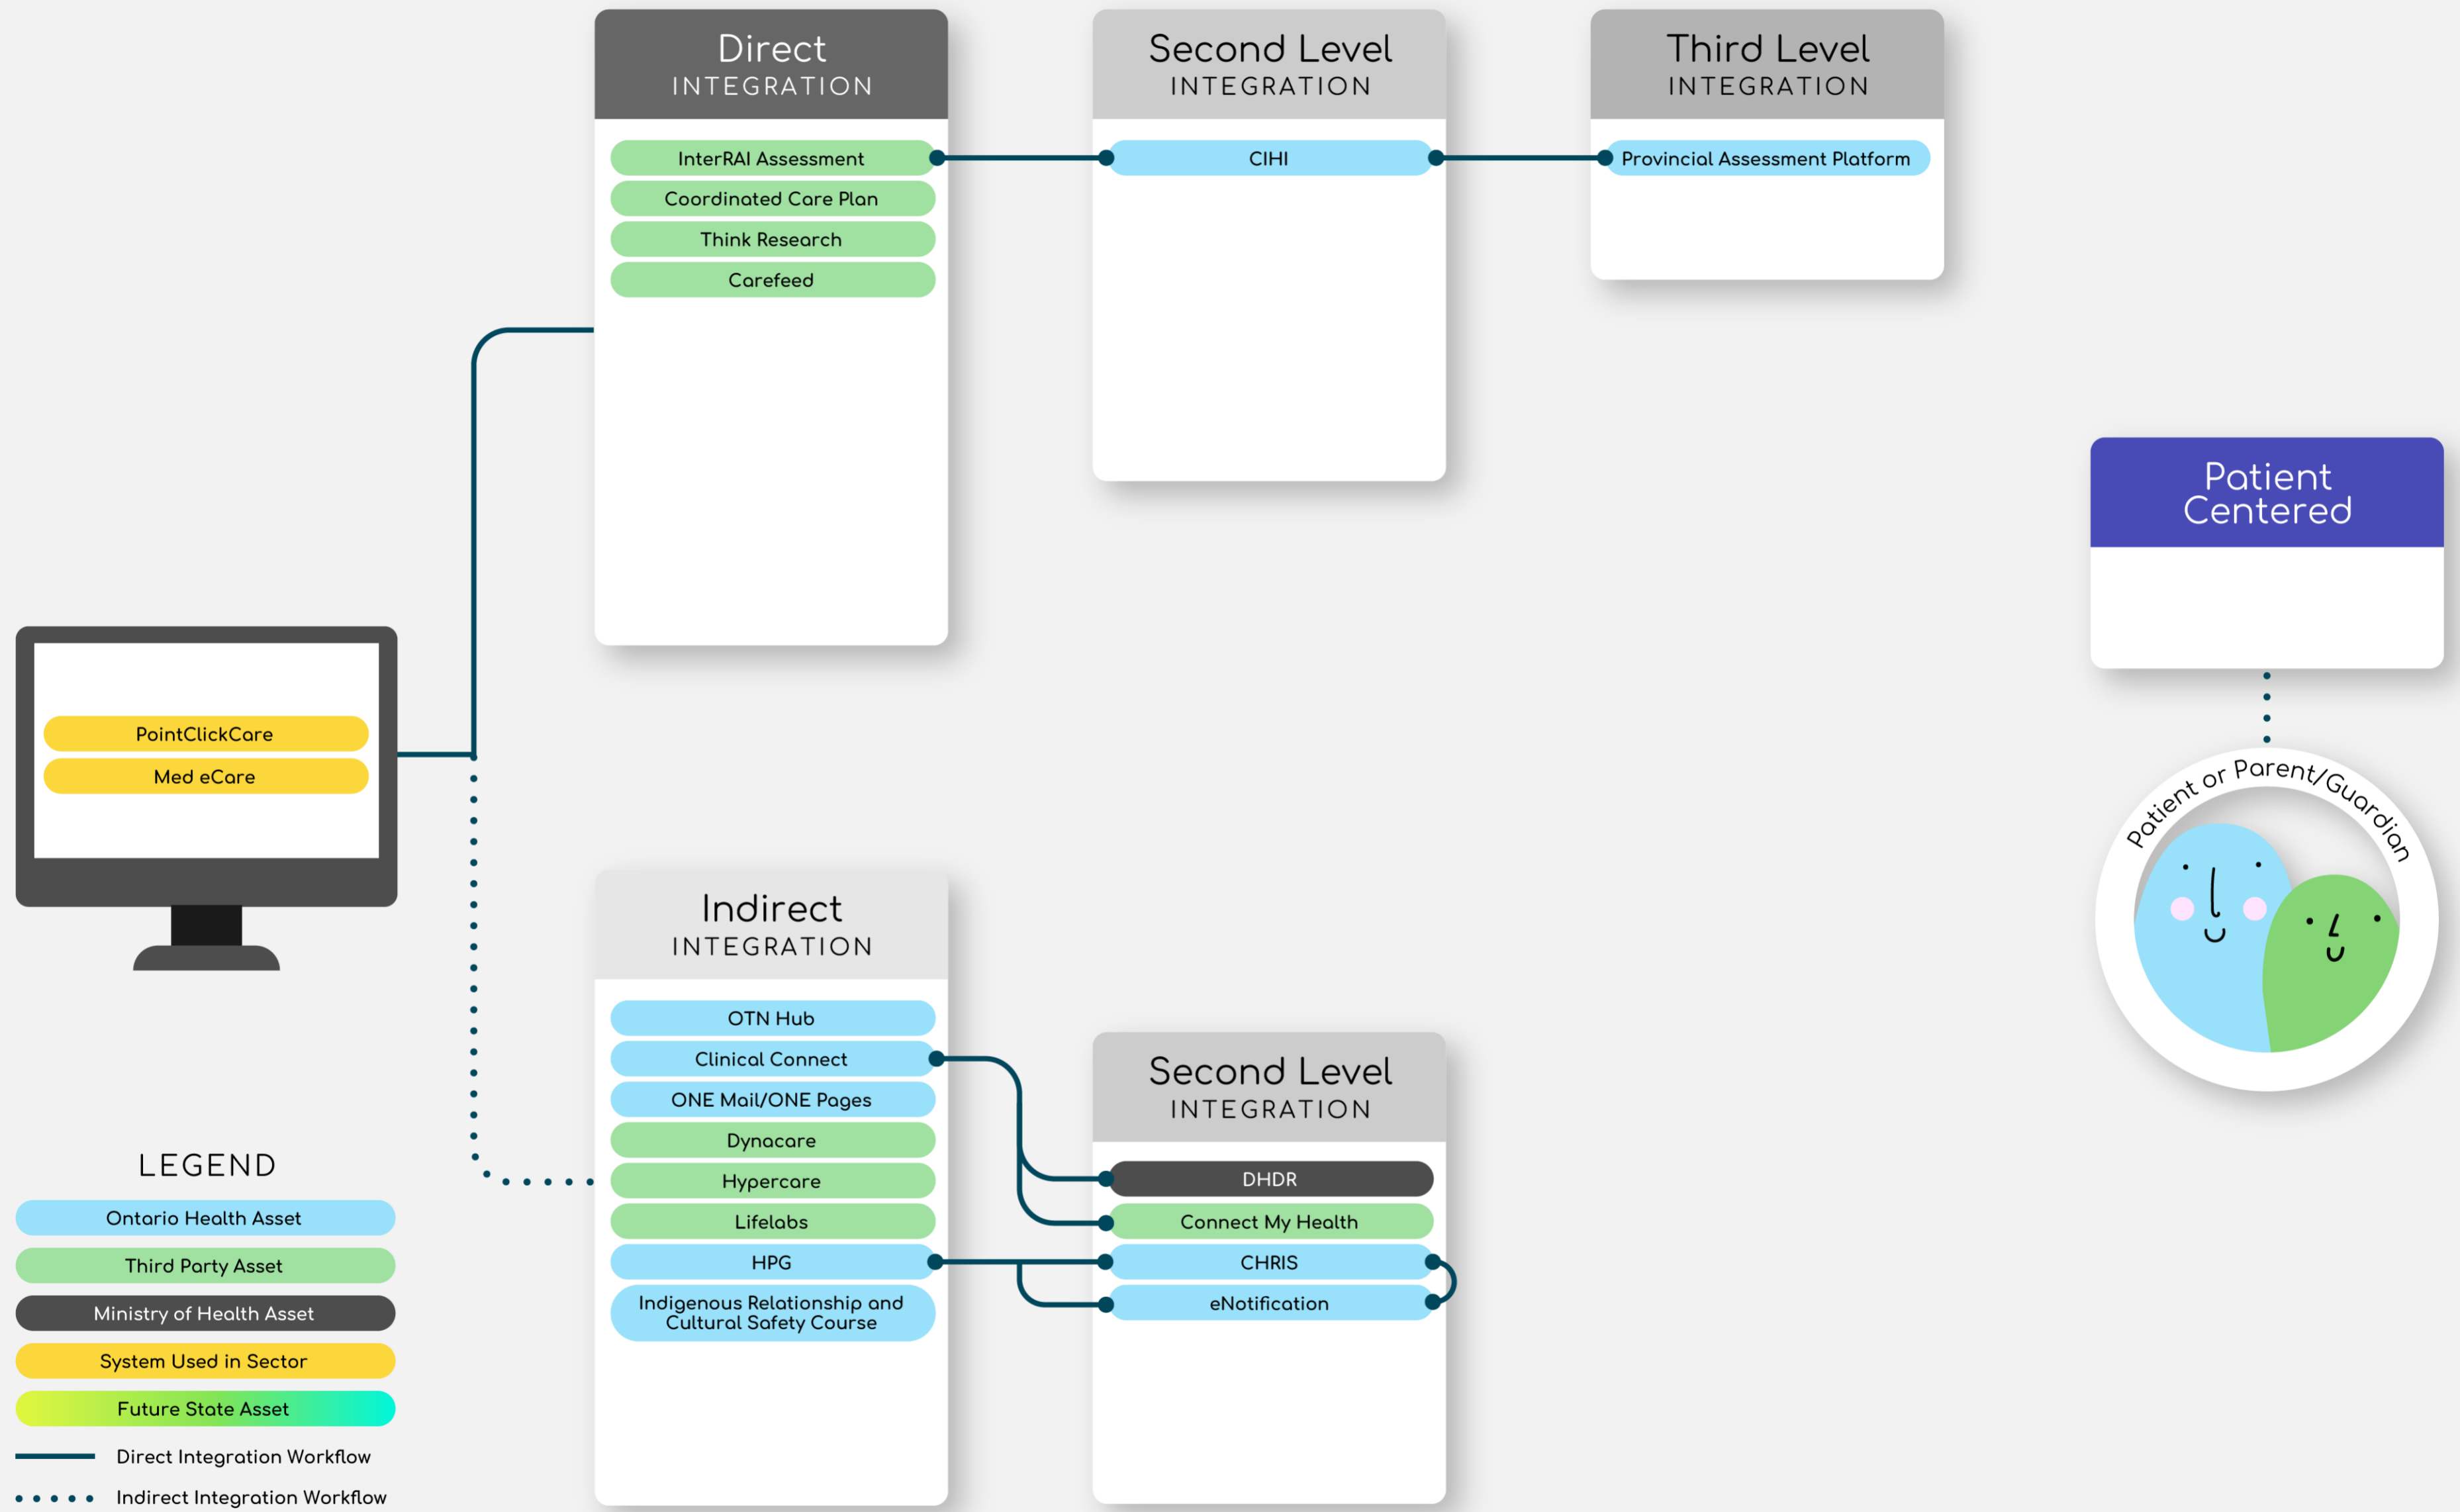 Direct
INTEGRATION
InterRAI Assessment
Coordinated Care Plan
Think Research
Carefeed
Second Level
INTEGRATION
CIHI
Third Level
INTEGRATION
Provincial Assessment Platform
Patient
Centered
Patient or Parent/Guardian
PointClickCare
Med eCare
Indirect
INTEGRATION
OTN Hub
Clinical Connect
ONE Mail/ONE Pages
Dynacare
Hypercare
Lifelabs
HPG
Indigenous Relationship and
Cultural Safety Course
Second Level
INTEGRATION
DHDR
Connect My Health
CHRIS
eNotification
LEGEND
Ontario Health Asset
Third Party Asset
Ministry of Health Asset
System Used in Sector
Future State Asset
Direct Integration Workflow
Indirect Integration Workflow